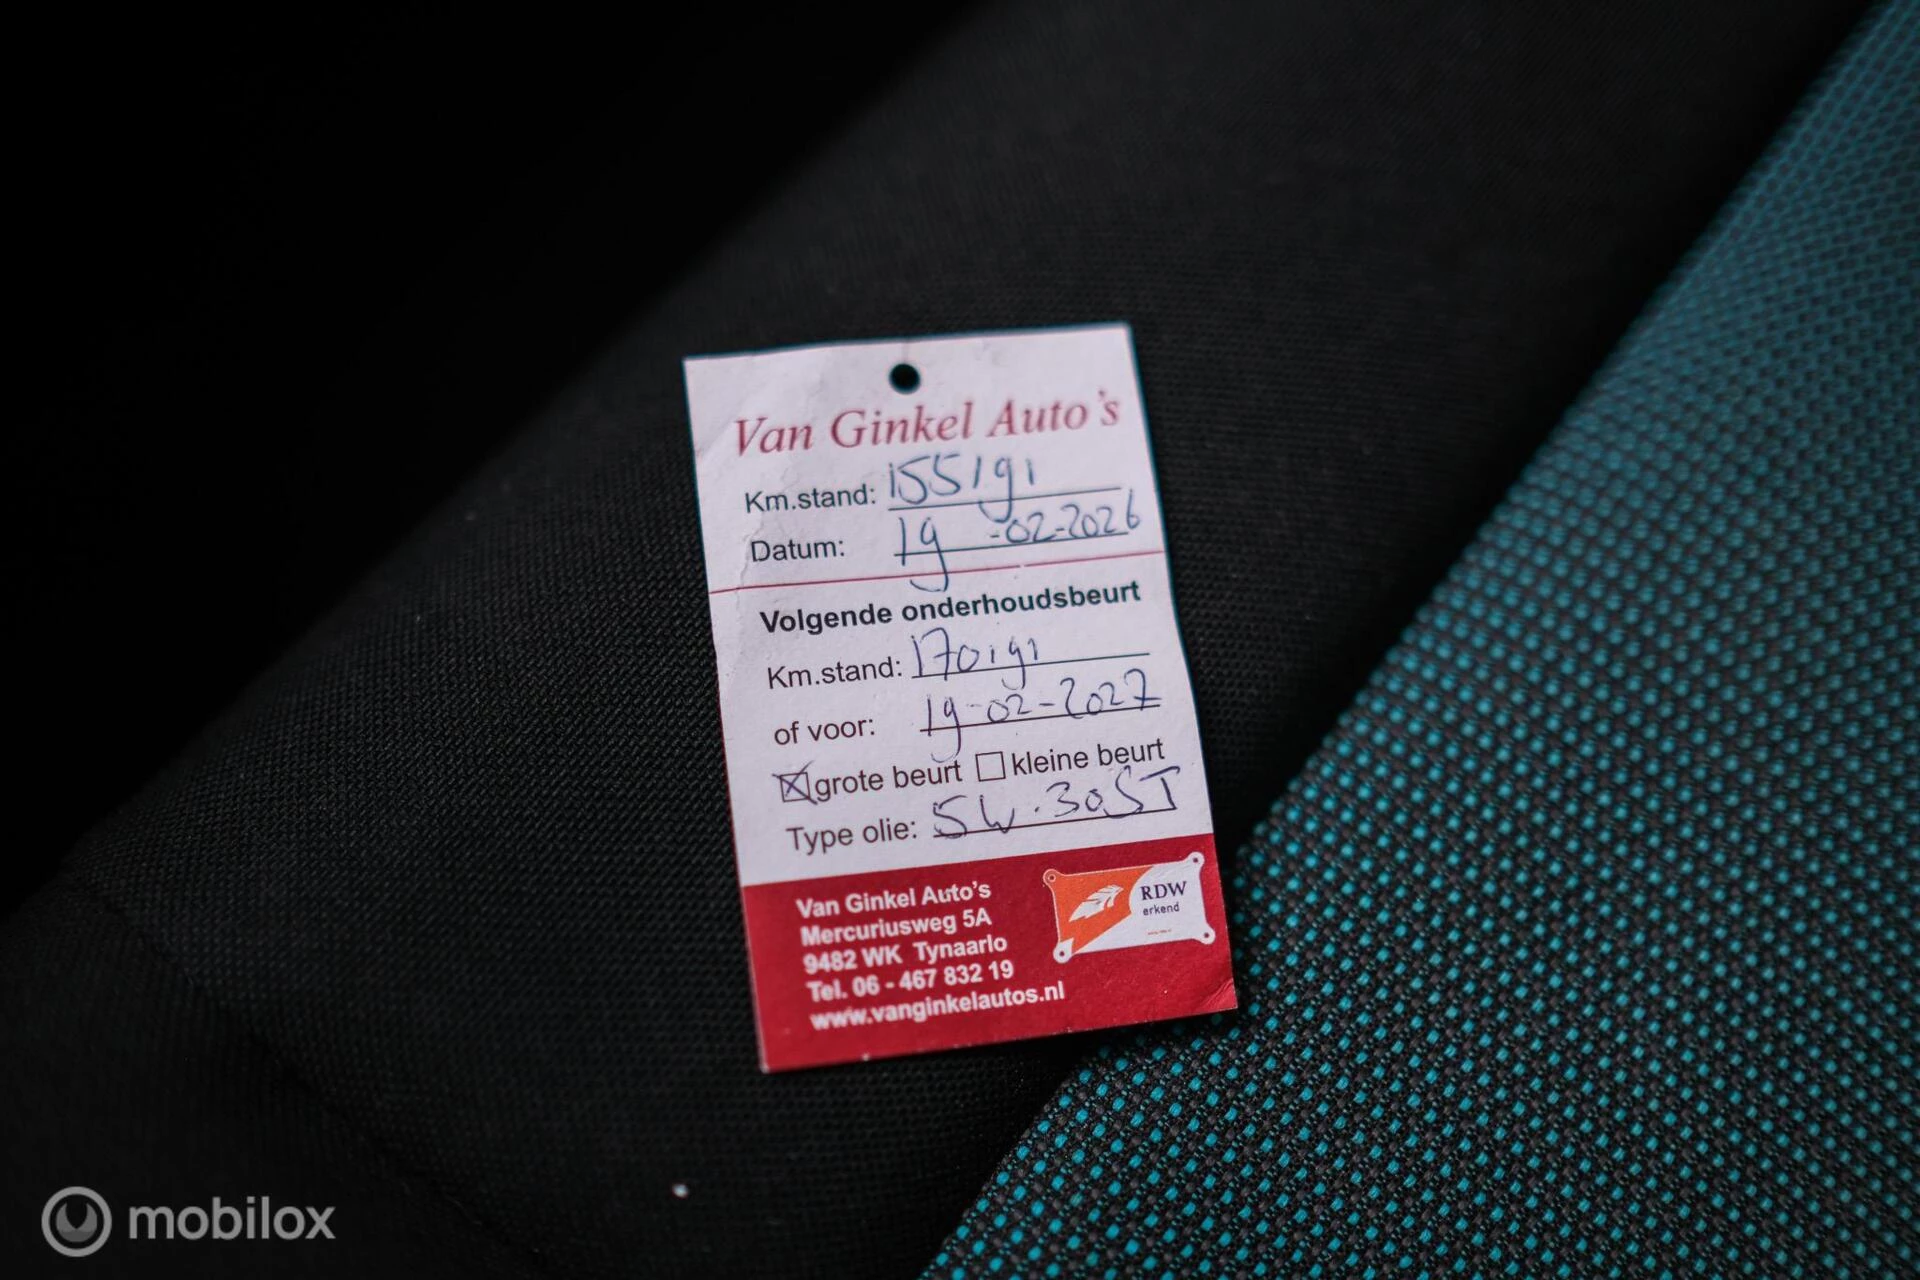 Van Ginkel Auto's
Km.stand: 155191
Datum: 19 -02-2026
Volgende onderhoudsbeurt
Km.stand: 170191
of voor: 19-02-2027
grote beurt kleine beurt
Type olie: 5W.30ST
Van Ginkel Auto's
Mercuriusweg 5A
9482 WK Tynaarlo
Tel. 06 - 467 832 19
www.vanginkelautos.nl
RDW
erkend
mobilox